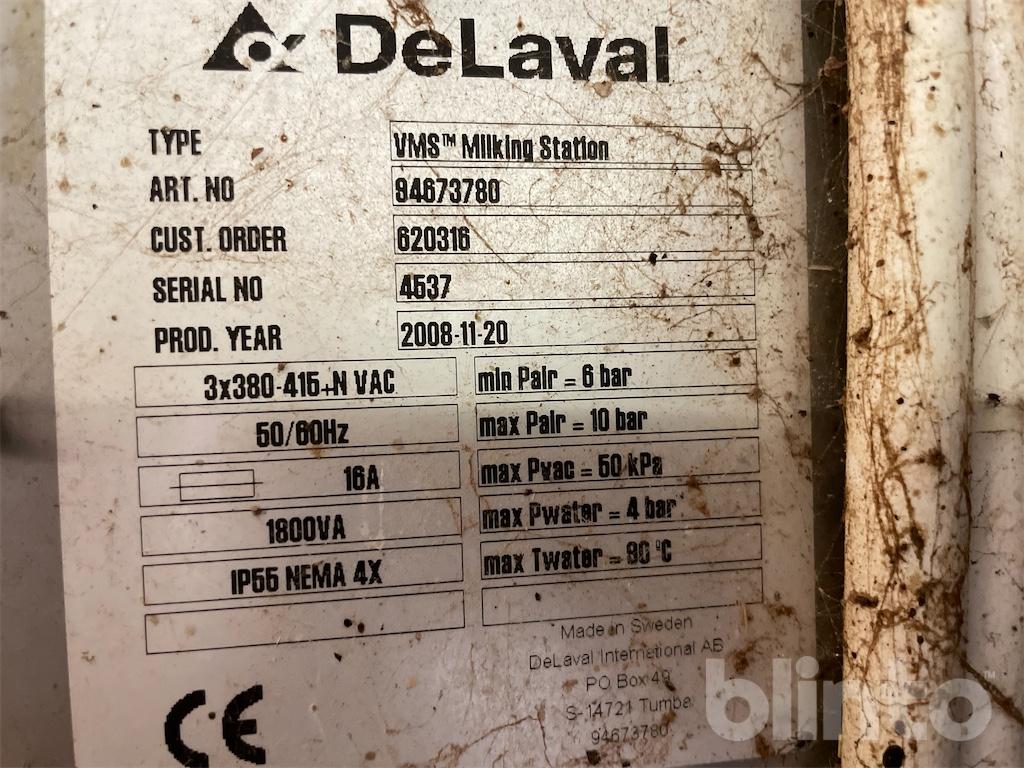 DeLaval
TYPE VMS™ Milking Station
ART. NO 94673780
CUST. ORDER 620316
SERIAL NO 4537
PROD. YEAR 2008-11-20
3x380-415+N VAC min Pair = 6 bar
50/60Hz max Pair = 10 bar
16A max Pvac = 50 kPa
1800VA max Pwater = 4 bar
IP55 NEMA 4X max Twater = 90 °C
Made in Sweden
DeLaval International AB
PO Box 49
S-14721 Tumba
94673780
CE
blinto™